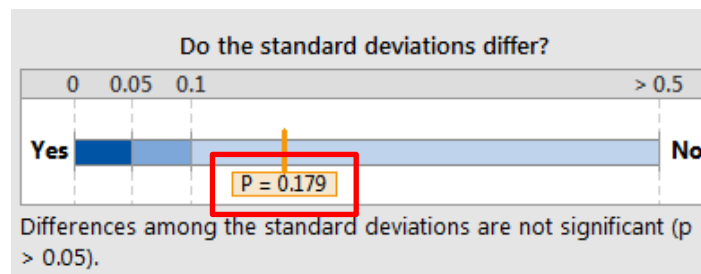 Do the standard deviations differ?
0 0.05 0.1 > 0.5
Yes No
P = 0.179
Differences among the standard deviations are not significant (p
> 0.05).